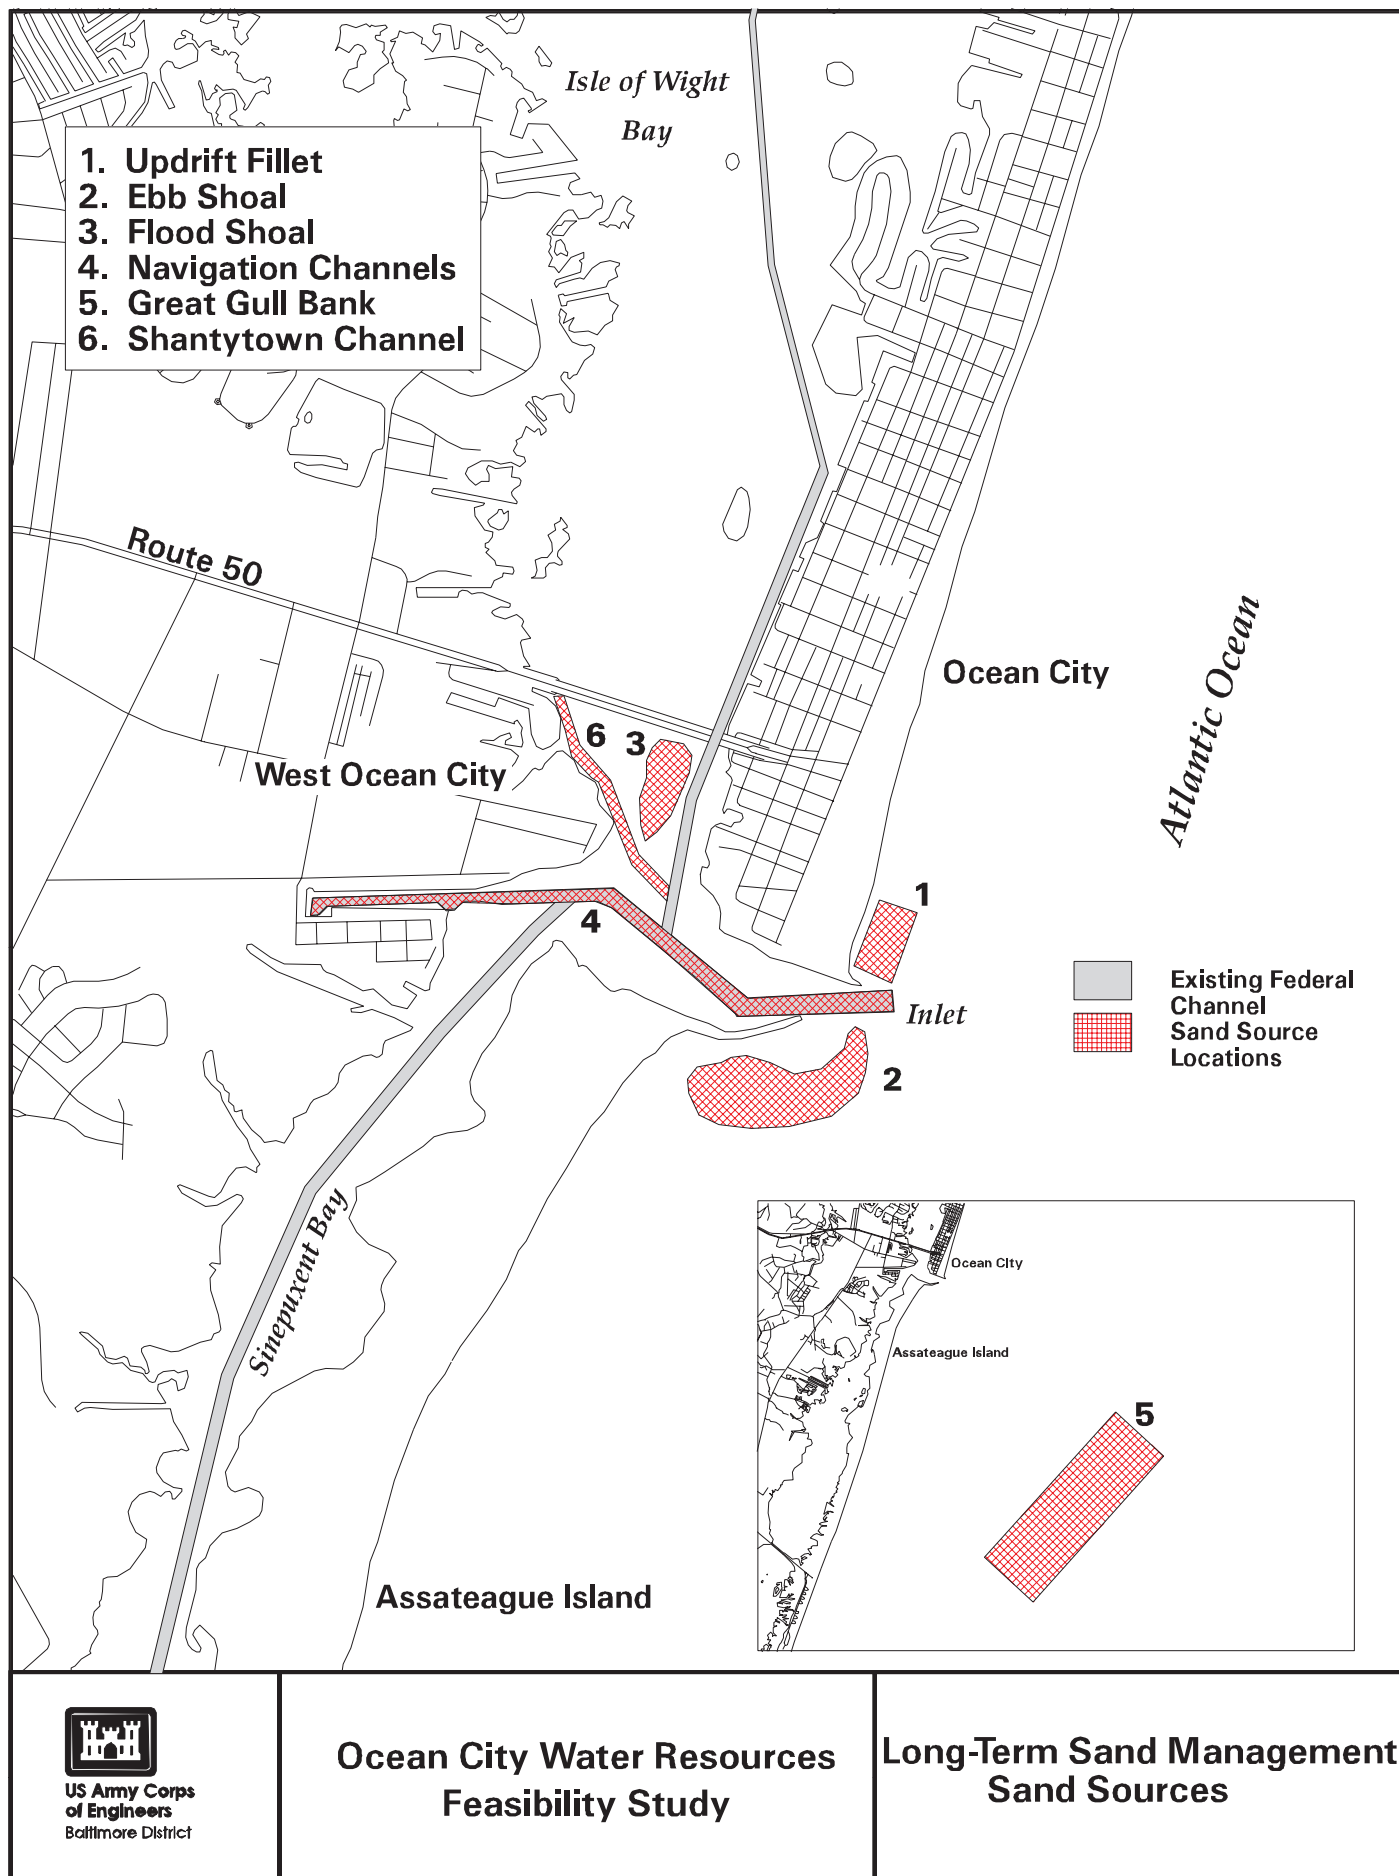 Isle of Wight
Bay
1. Updrift Fillet
2. Ebb Shoal
3. Flood Shoal
4. Navigation Channels
5. Great Gull Bank
6. Shantytown Channel
Route 50
Ocean City
Atlantic Ocean
6
3
West Ocean City
1
4
Existing Federal
Channel
Sand Source
Locations
Inlet
2
Sinepuxent Bay
Ocean City
Assateague Island
5
Assateague Island
US Army Corps
of Engineers
Baltimore District
Ocean City Water Resources
Feasibility Study
Long-Term Sand Management
Sand Sources